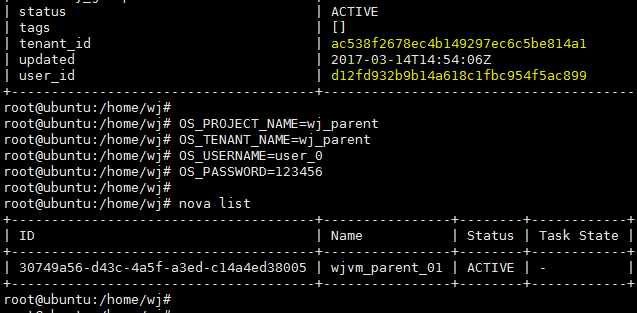 | status | ACTIVE
| tags | []
| tenant_id | ac538f2678ec4b149297ec6c5be814a1
| updated | 2017-03-14T14:54:06Z
| user_id | d12fd932b9b14a618c1fbc954f5ac899
+--------------------------------------+---------------------------------------
root@ubuntu:/home/wj#
root@ubuntu:/home/wj# OS_PROJECT_NAME=wj_parent
root@ubuntu:/home/wj# OS_TENANT_NAME=wj_parent
root@ubuntu:/home/wj# OS_USERNAME=user_0
root@ubuntu:/home/wj# OS_PASSWORD=123456
root@ubuntu:/home/wj#
root@ubuntu:/home/wj# nova list
+--------------------------------------+----------------+--------+------------+
| ID | Name | Status | Task State |
+--------------------------------------+----------------+--------+------------+
| 30749a56-d43c-4a5f-a3ed-c14a4ed38005 | wjvm_parent_01 | ACTIVE | - |
+--------------------------------------+----------------+--------+------------+
root@ubuntu:/home/wj#